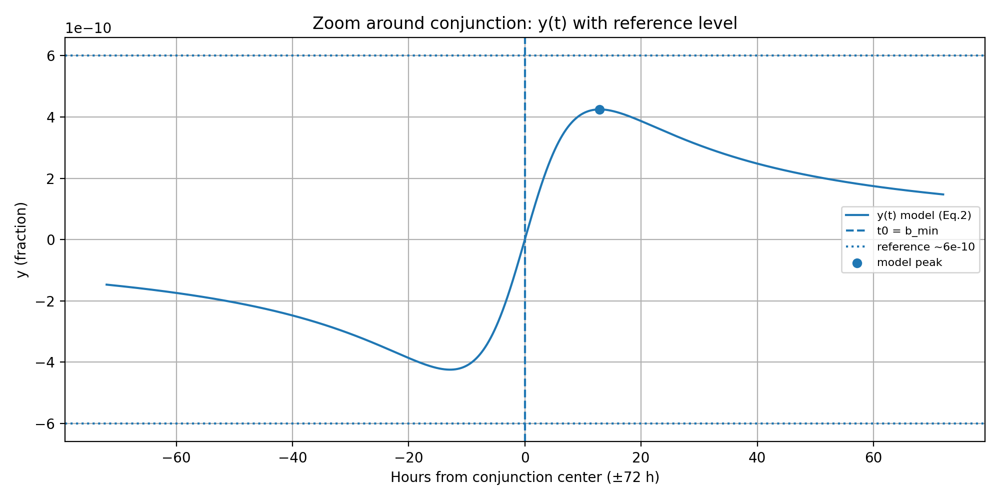 Zoom around conjunction: y(t) with reference level
1e−10
6
4
2
0
−2
−4
−6
y (fraction)
y(t) model (Eq.2)
t0 = b_min
reference ~6e-10
model peak
−60
−40
−20
0
20
40
60
Hours from conjunction center (±72 h)